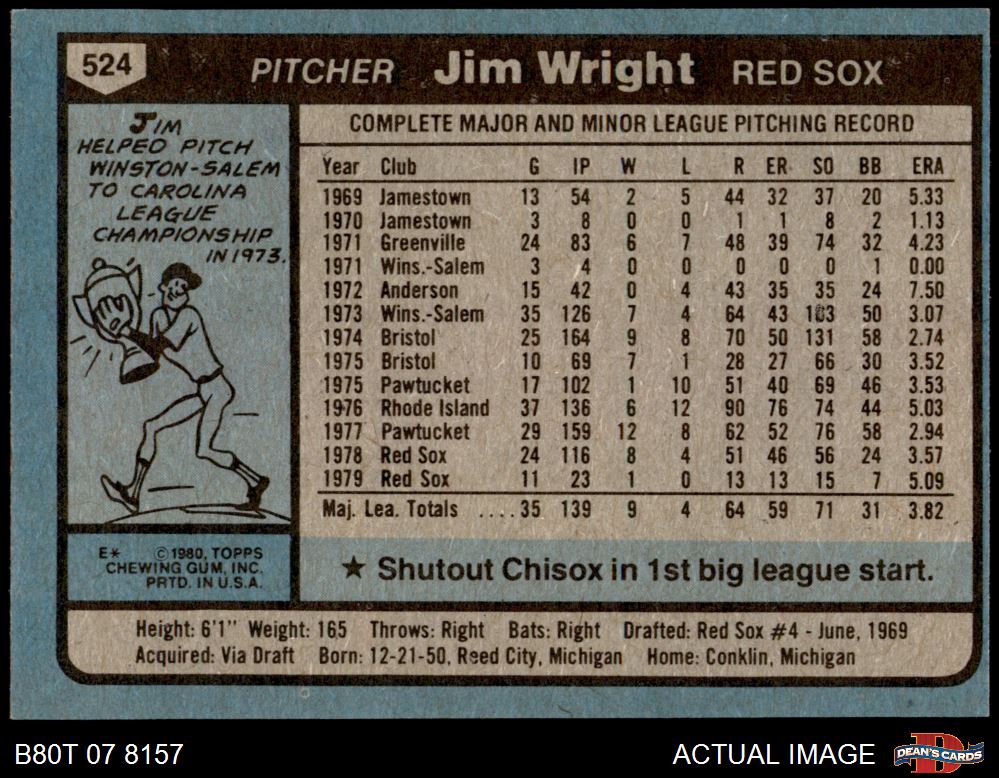 524 PITCHER Jim Wright RED SOX
JIM
HELPED PITCH
WINSTON-SALEM
TO CAROLINA
LEAGUE
CHAMPIONSHIP
IN 1973.
COMPLETE MAJOR AND MINOR LEAGUE PITCHING RECORD
Year Club G IP W L R ER SO BB ERA
1969 Jamestown 13 54 2 5 44 32 37 20 5.33
1970 Jamestown 3 8 0 0 1 1 8 2 1.13
1971 Greenville 24 83 6 7 48 39 74 32 4.23
1971 Wins.-Salem 3 4 0 0 0 0 0 1 0.00
1972 Anderson 15 42 0 4 43 35 35 24 7.50
1973 Wins.-Salem 35 126 7 4 64 43 103 50 3.07
1974 Bristol 25 164 9 8 70 50 131 58 2.74
1975 Bristol 10 69 7 1 28 27 66 30 3.52
1975 Pawtucket 17 102 1 10 51 40 69 46 3.53
1976 Rhode Island 37 136 6 12 90 76 74 44 5.03
1977 Pawtucket 29 159 12 8 62 52 76 58 2.94
1978 Red Sox 24 116 8 4 51 46 56 24 3.57
1979 Red Sox 11 23 1 0 13 13 15 7 5.09
Maj. Lea. Totals ....35 139 9 4 64 59 71 31 3.82
★ Shutout Chisox in 1st big league start.
E* © 1980, TOPPS
CHEWING GUM, INC.
PRTD. IN U.S.A.
Height: 6'1" Weight: 165 Throws: Right Bats: Right Drafted: Red Sox #4 - June, 1969
Acquired: Via Draft Born: 12-21-50, Reed City, Michigan Home: Conklin, Michigan
B80T 07 8157 ACTUAL IMAGE DEAN'S CARDS